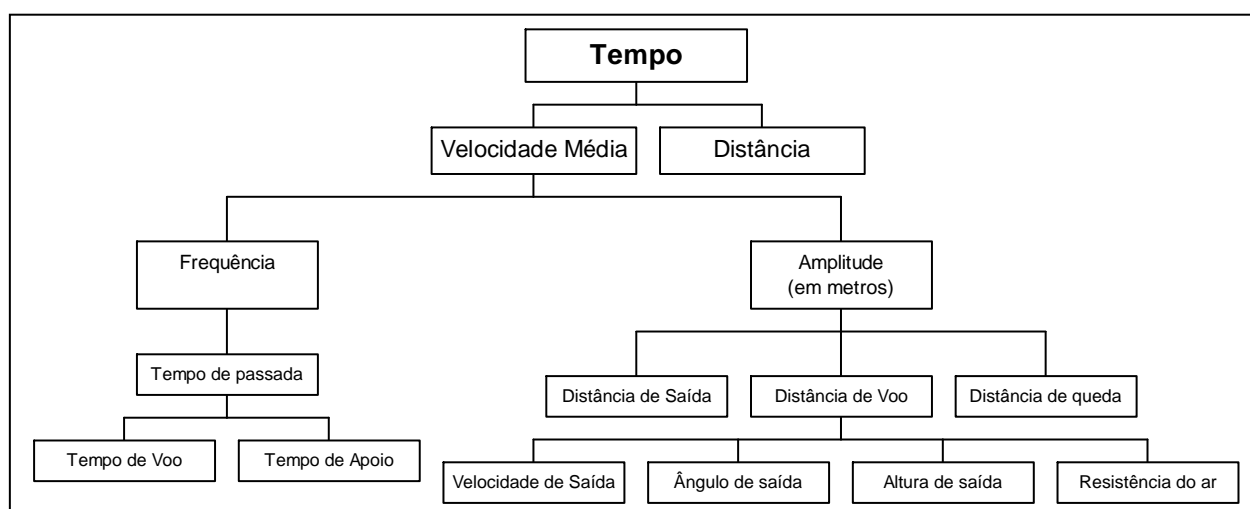 Tempo
Velocidade Média
Distância
Frequência
Amplitude
(em metros)
Tempo de passada
Distância de Saída
Distância de Voo
Distância de queda
Tempo de Voo
Tempo de Apoio
Velocidade de Saída
Ângulo de saída
Altura de saída
Resistência do ar